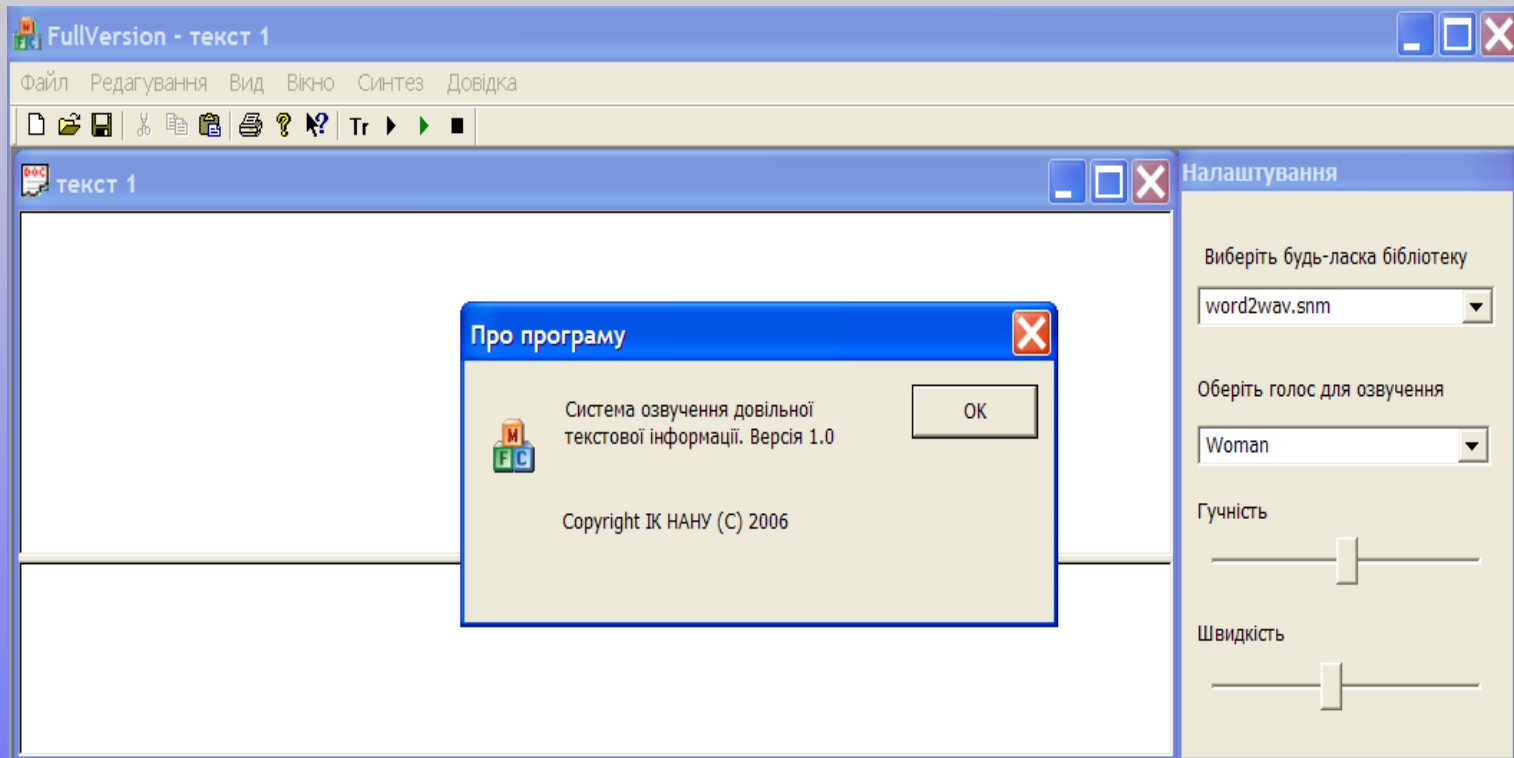 FullVersion - текст 1
Файл Редагування Вид Вікно Синтез Довідка
Tr
текст 1
Налаштування
Виберіть будь-ласка бібліотеку
word2wav.snm
Оберіть голос для озвучення
Woman
Гучність
Швидкість
Про програму
Система озвучення довільної
текстової інформації. Версія 1.0
OK
Copyright ІК НАНУ (C) 2006
M
F C
DOC